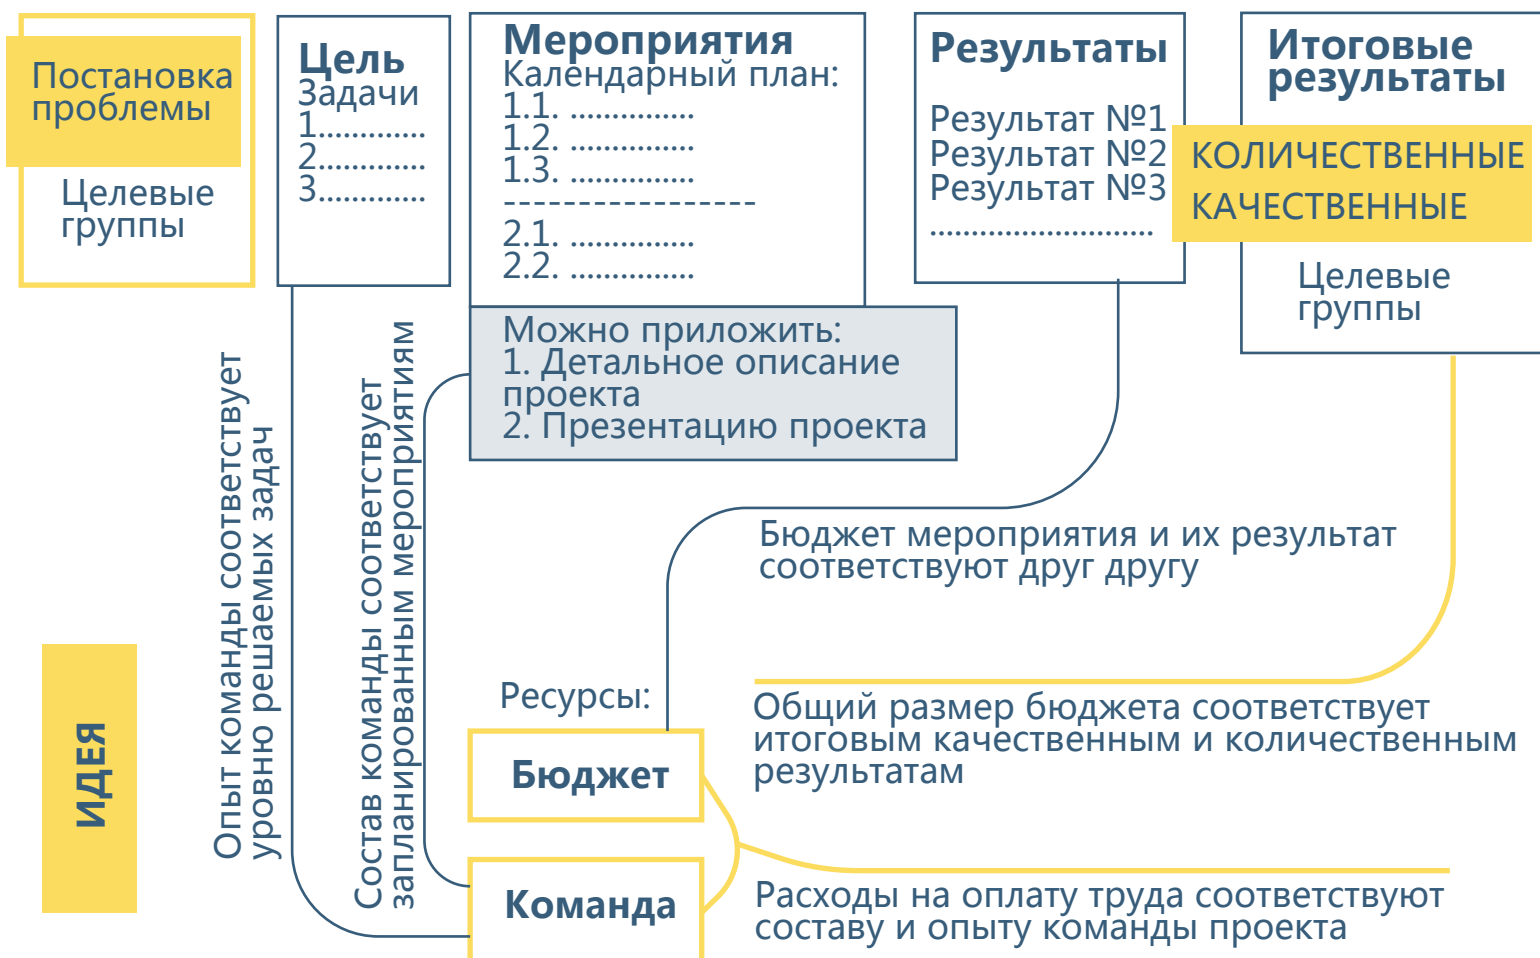 Постановка
проблемы
Целевые
группы
Цель
Задачи
1.............
2.............
3.............
Мероприятия
Календарный план:
1.1. ...............
1.2. ...............
1.3. ...............
-----------------
2.1. ...............
2.2. ...............
Можно приложить:
1. Детальное описание
проекта
2. Презентацию проекта
Результаты
Результат №1
Результат №2
Результат №3
...........................
Итоговые
результаты
КОЛИЧЕСТВЕННЫЕ
КАЧЕСТВЕННЫЕ
Целевые
группы
Опыт команды соответствует
уровню решаемых задач
Состав команды соответствует
запланированным мероприятиям
Бюджет мероприятия и их результат
соответствуют друг другу
ИДЕЯ
Ресурсы:
Бюджет
Команда
Общий размер бюджета соответствует
итоговым качественным и количественным
результатам
Расходы на оплату труда соответствуют
составу и опыту команды проекта